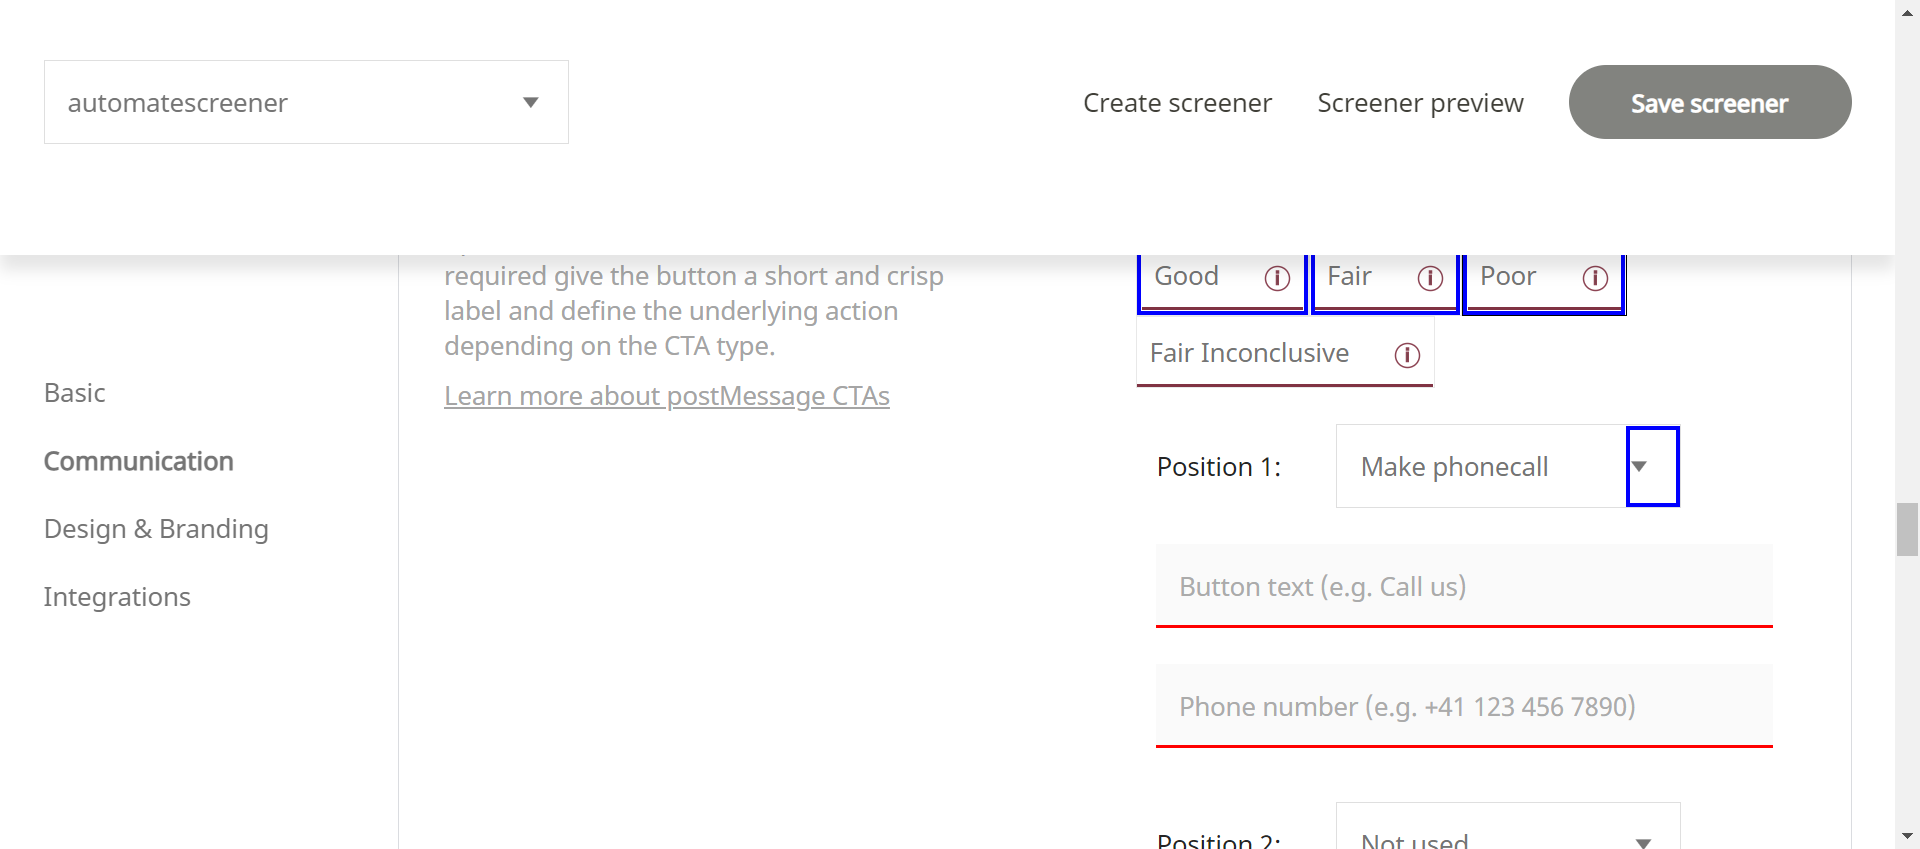 automatescreener
Create screener
Screener preview
Save screener
required give the button a short and crisp
label and define the underlying action
depending on the CTA type.
Learn more about postMessage CTAs
Basic
Communication
Design & Branding
Integrations
Good
Fair
Poor
Fair Inconclusive
Position 1:
Make phonecall
Button text (e.g. Call us)
Phone number (e.g. +41 123 456 7890)
Position 2:
Not used